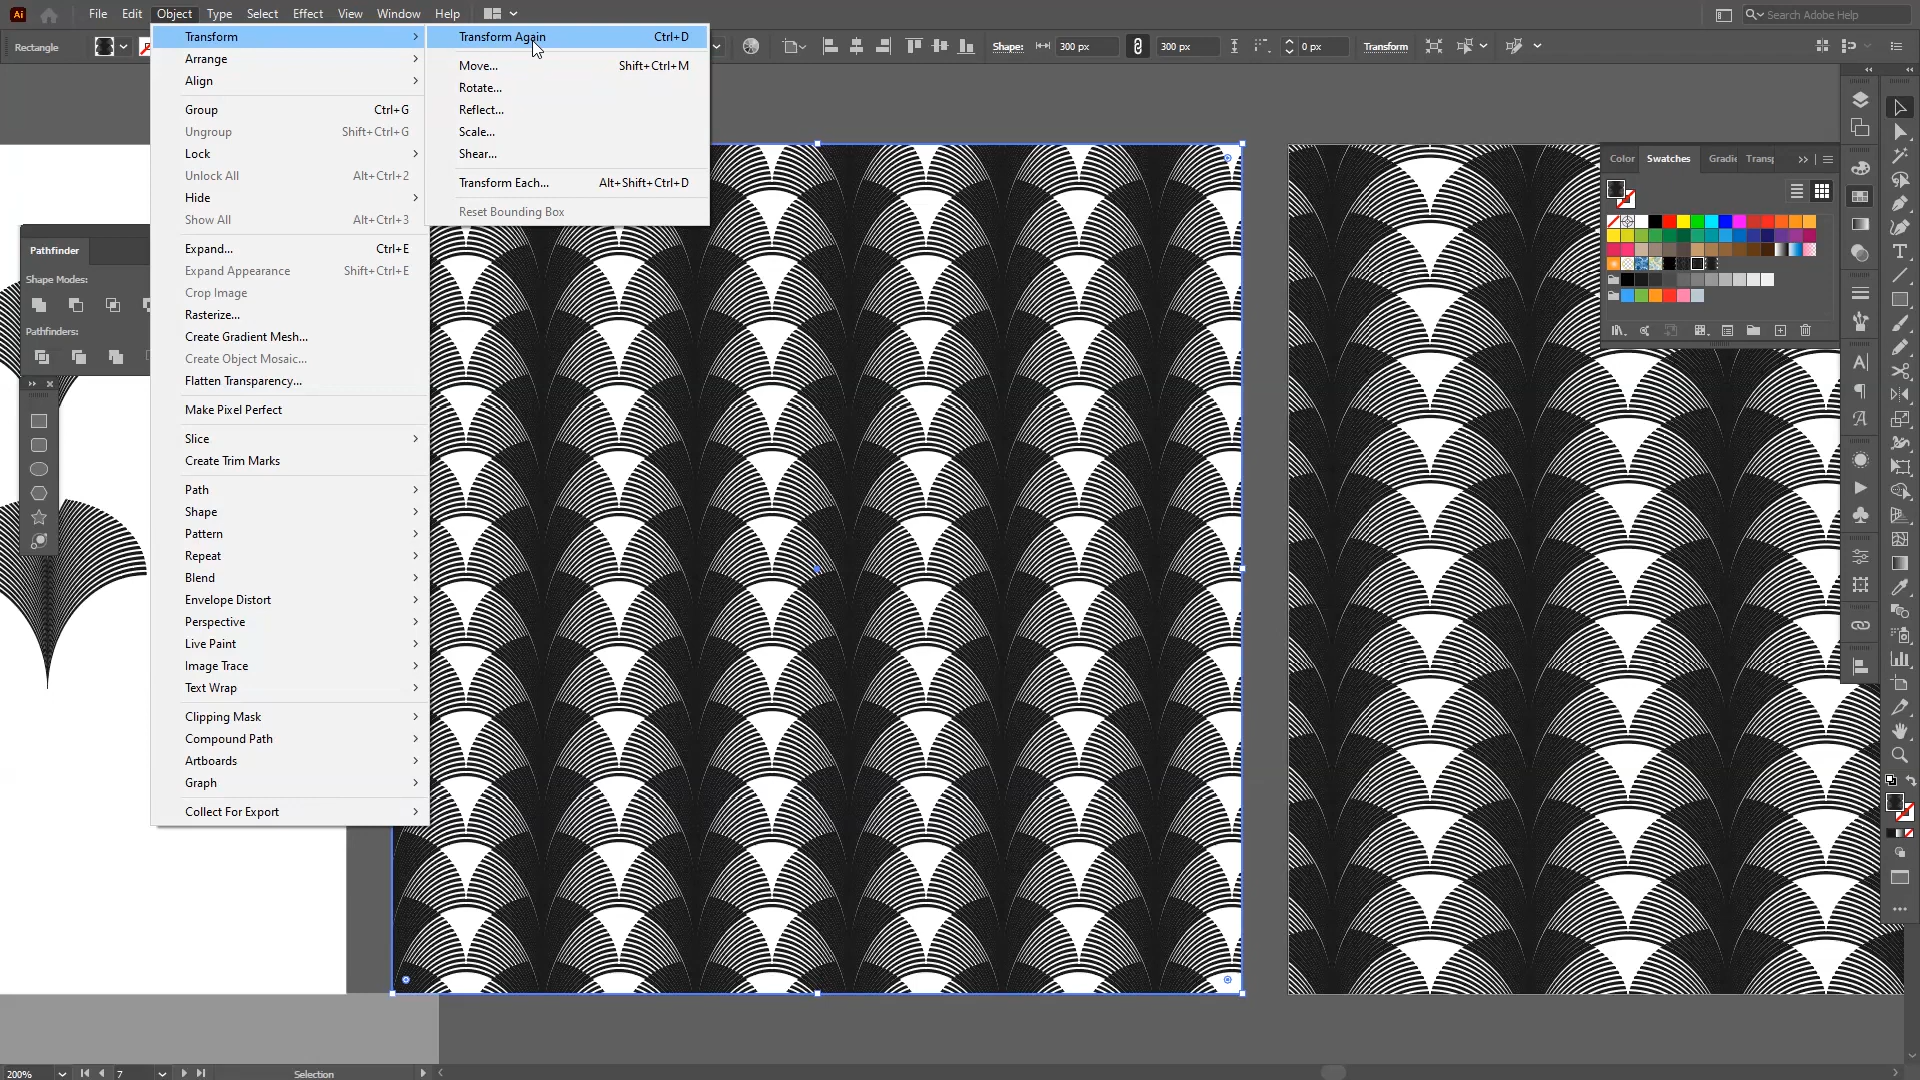 Ai File Edit Object Type Select Effect View Window Help Search Adobe Help
Rectangle Shape: 300 px 300 px 0 px Transform
Transform
Arrange
Align
Group Ctrl+G
Ungroup Shift+Ctrl+G
Lock
Unlock All Alt+Ctrl+2
Hide
Show All Alt+Ctrl+3
Expand... Ctrl+E
Expand Appearance Shift+Ctrl+E
Crop Image
Rasterize...
Create Gradient Mesh...
Create Object Mosaic...
Flatten Transparency...
Make Pixel Perfect
Slice
Create Trim Marks
Path
Shape
Pattern
Repeat
Blend
Envelope Distort
Perspective
Live Paint
Image Trace
Text Wrap
Clipping Mask
Compound Path
Artboards
Graph
Collect For Export
Transform Again Ctrl+D
Move... Shift+Ctrl+M
Rotate...
Reflect...
Scale...
Shear...
Transform Each... Alt+Shift+Ctrl+D
Reset Bounding Box
Pathfinder
Shape Modes:
Pathfinders:
Color Swatches Gradi Trans
200% 7 Selection